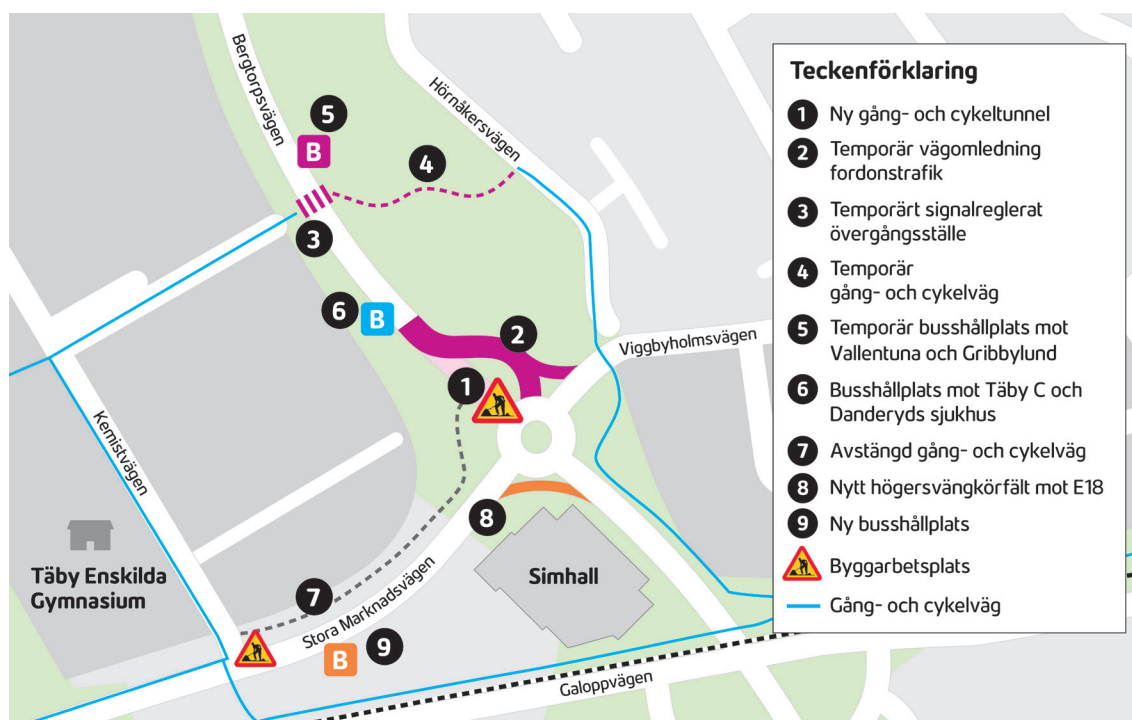 Bergtorpsvägen
Hörnåkersvägen
5
B
4
3
6
B
2
Viggbyholmsvägen
1
Kemistvägen
8
Täby Enskilda
Gymnasium
Simhall
7
Stora Marknadsvägen
9
B
Galoppvägen
Teckenförklaring
1 Ny gång- och cykeltunnel
2 Temporär vägomledning
fordonstrafik
3 Temporärt signalreglerat
övergångsställe
4 Temporär
gång- och cykelväg
5 Temporär busshållplats mot
Vallentuna och Gribbylund
6 Busshållplats mot Täby C och
Danderyds sjukhus
7 Avstängd gång- och cykelväg
8 Nytt högersvängkörfält mot E18
9 Ny busshållplats
Byggarbetsplats
Gång- och cykelväg